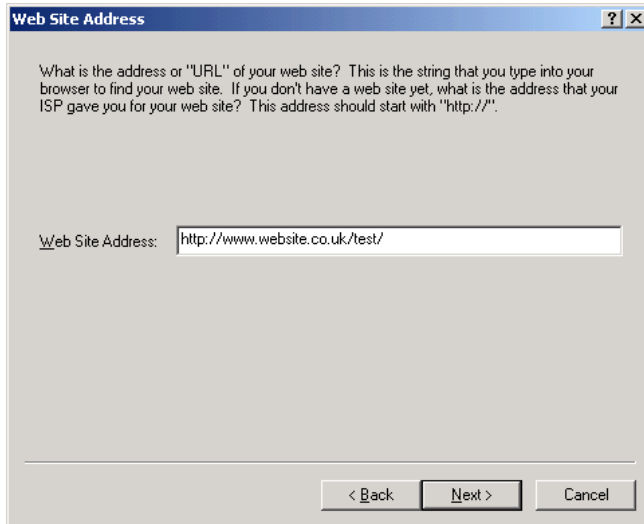 Web Site Address
What is the address or "URL" of your web site? This is the string that you type into your
browser to find your web site. If you don't have a web site yet, what is the address that your
ISP gave you for your web site? This address should start with "http://".
Web Site Address: http://www.website.co.uk/test/
< Back Next > Cancel